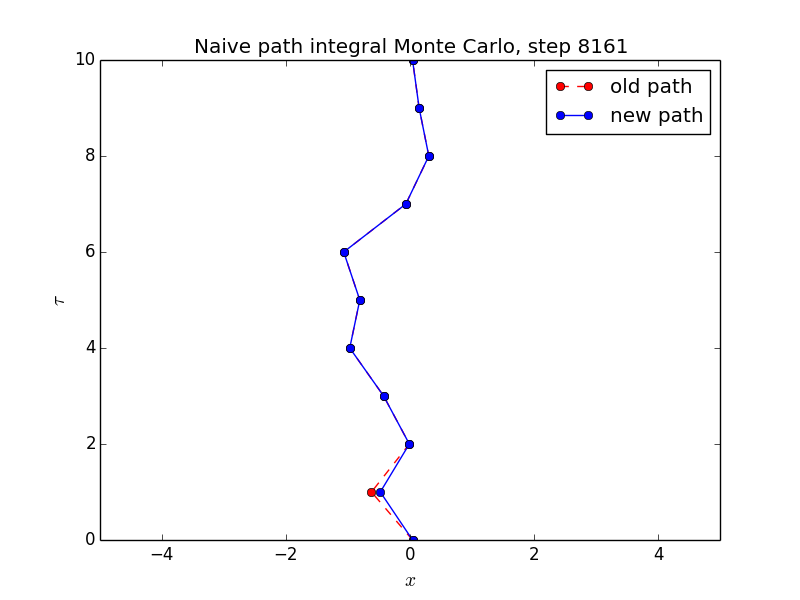 Naive path integral Monte Carlo, step 8161
old path
new path
10
8
6
4
2
0
τ
−4 −2 0 2 4
x